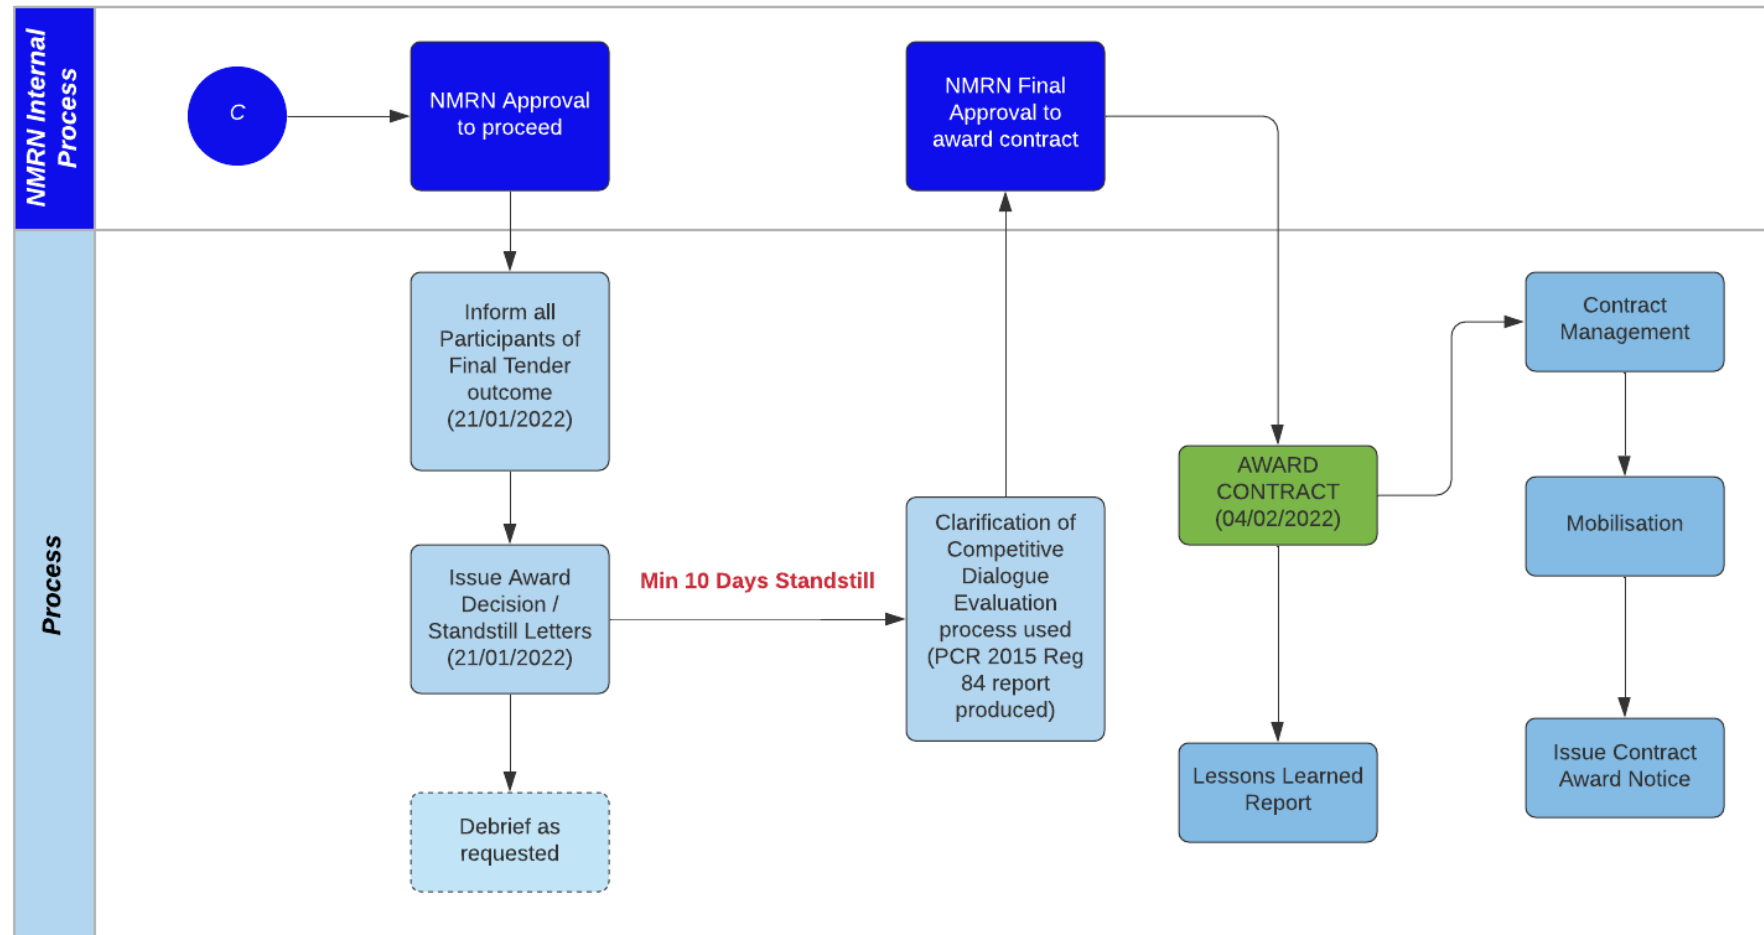 NMRN Internal
Process
C
NMRN Approval
to proceed
NMRN Final
Approval to
award contract
Process
Inform all
Participants of
Final Tender
outcome
(21/01/2022)
Issue Award
Decision /
Standstill Letters
(21/01/2022)
Min 10 Days Standstill
Debrief as
requested
Clarification of
Competitive
Dialogue
Evaluation
process used
(PCR 2015 Reg
84 report
produced)
AWARD
CONTRACT
(04/02/2022)
Lessons Learned
Report
Contract
Management
Mobilisation
Issue Contract
Award Notice